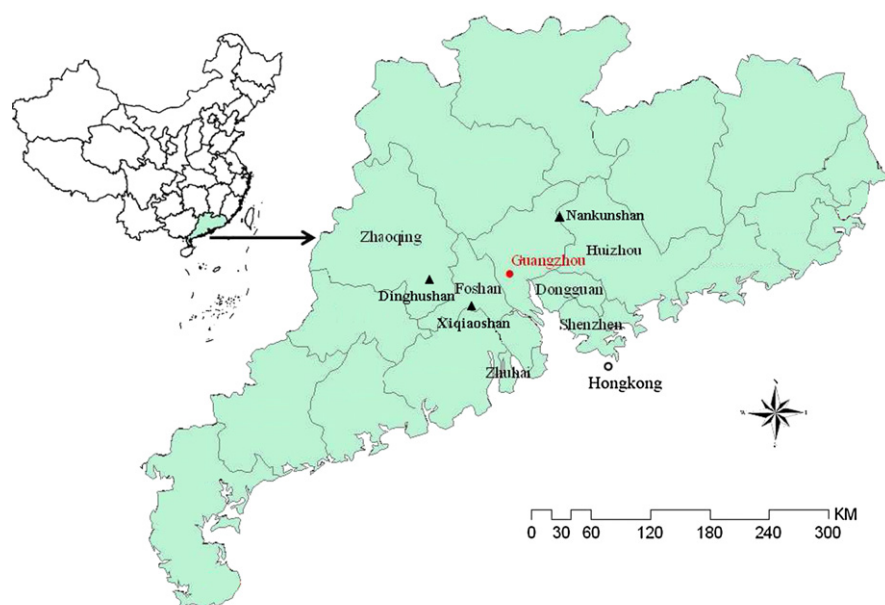 Nankunshan
Zhaoqing
Huizhou
Guangzhou
Foshan
Dongguan
Dinghushan
Xiqiaoshan
Shenzhen
Zhuhai
Hongkong
N
W
E
S
KM
0 30 60 120 180 240 300